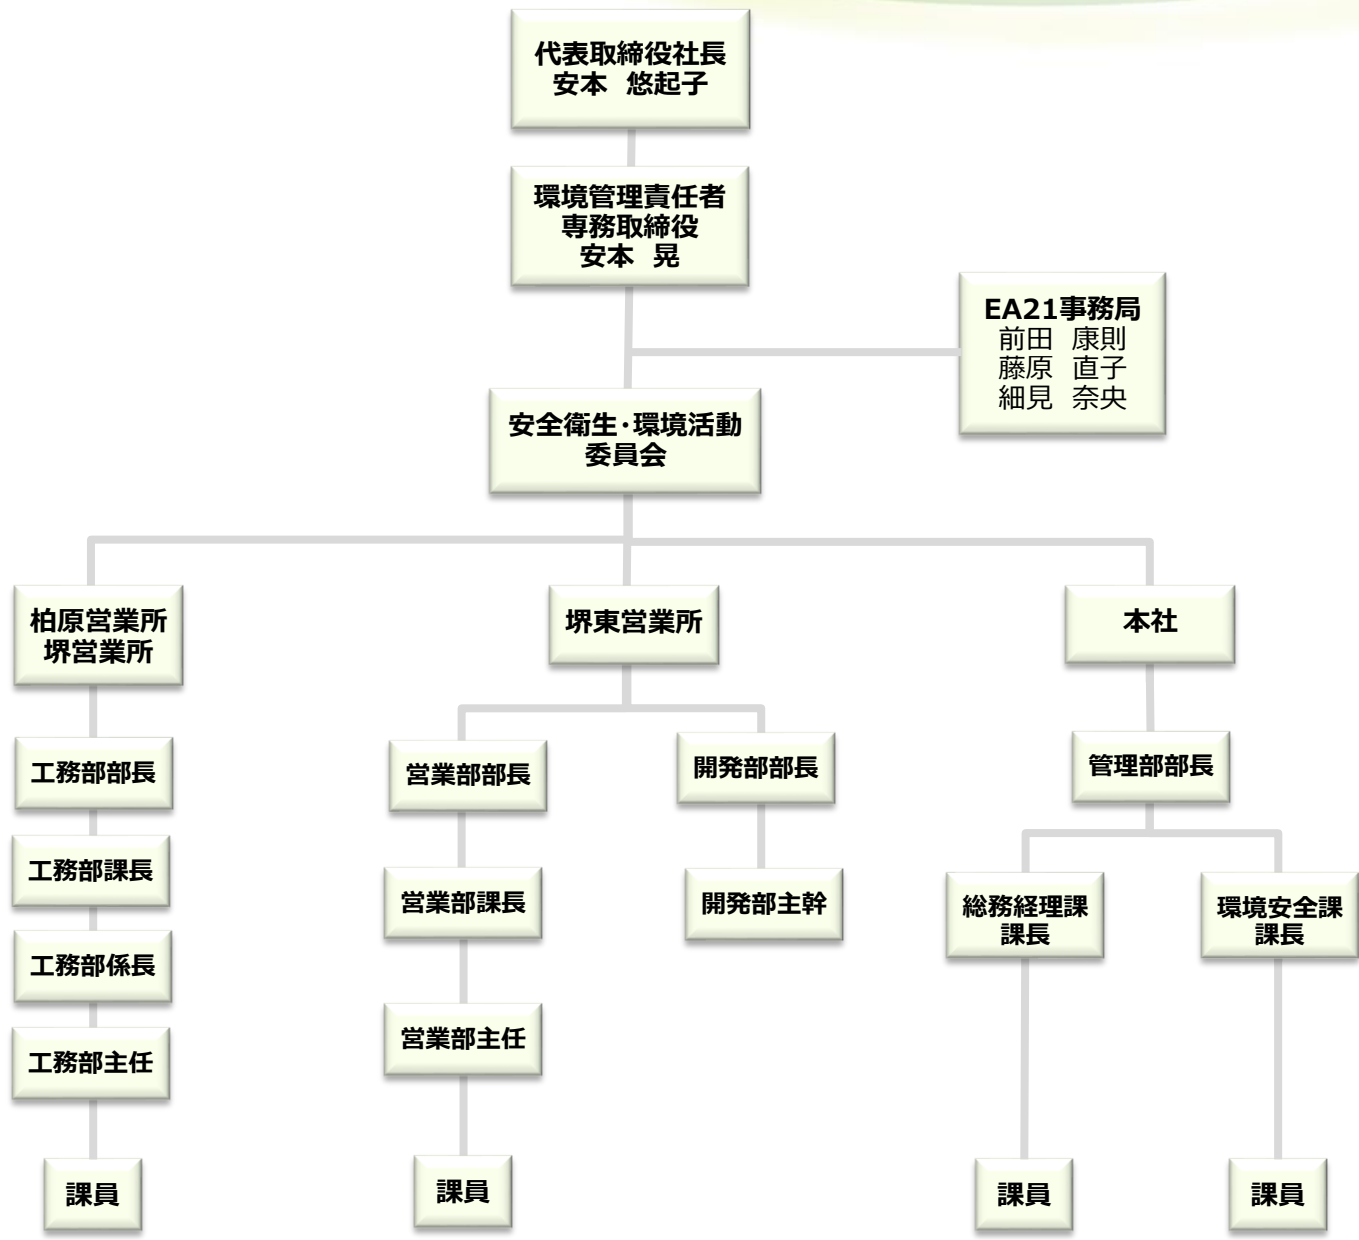 代表取締役社長
安本 悠起子
環境管理責任者
専務取締役
安本 晃
EA21事務局
前田 康則
藤原 直子
細見 奈央
安全衛生・環境活動
委員会
柏原営業所
堺営業所
堺東営業所
本社
工務部部長
営業部部長
開発部部長
管理部部長
工務部課長
営業部課長
開発部主幹
総務経理課
課長
環境安全課
課長
工務部係長
営業部主任
工務部主任
課員
課員
課員
課員